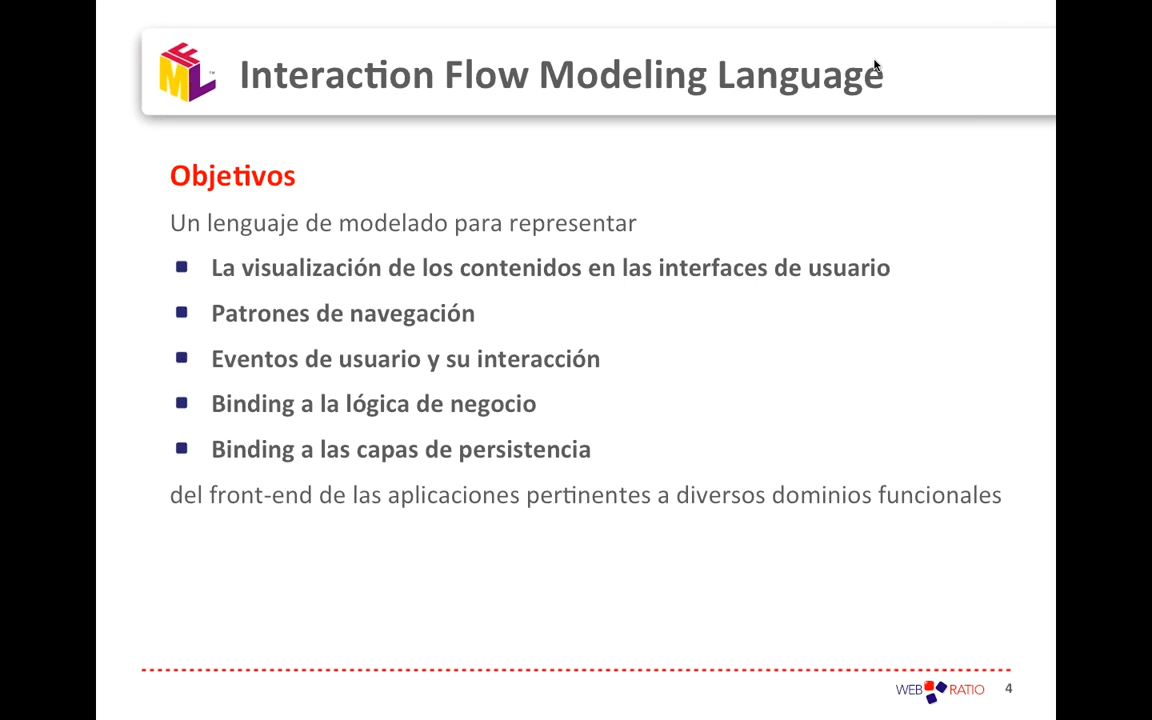 IFML™ Interaction Flow Modeling Language
Objetivos
Un lenguaje de modelado para representar
La visualización de los contenidos en las interfaces de usuario
Patrones de navegación
Eventos de usuario y su interacción
Binding a la lógica de negocio
Binding a las capas de persistencia
del front-end de las aplicaciones pertinentes a diversos dominios funcionales
WEB RATIO 4